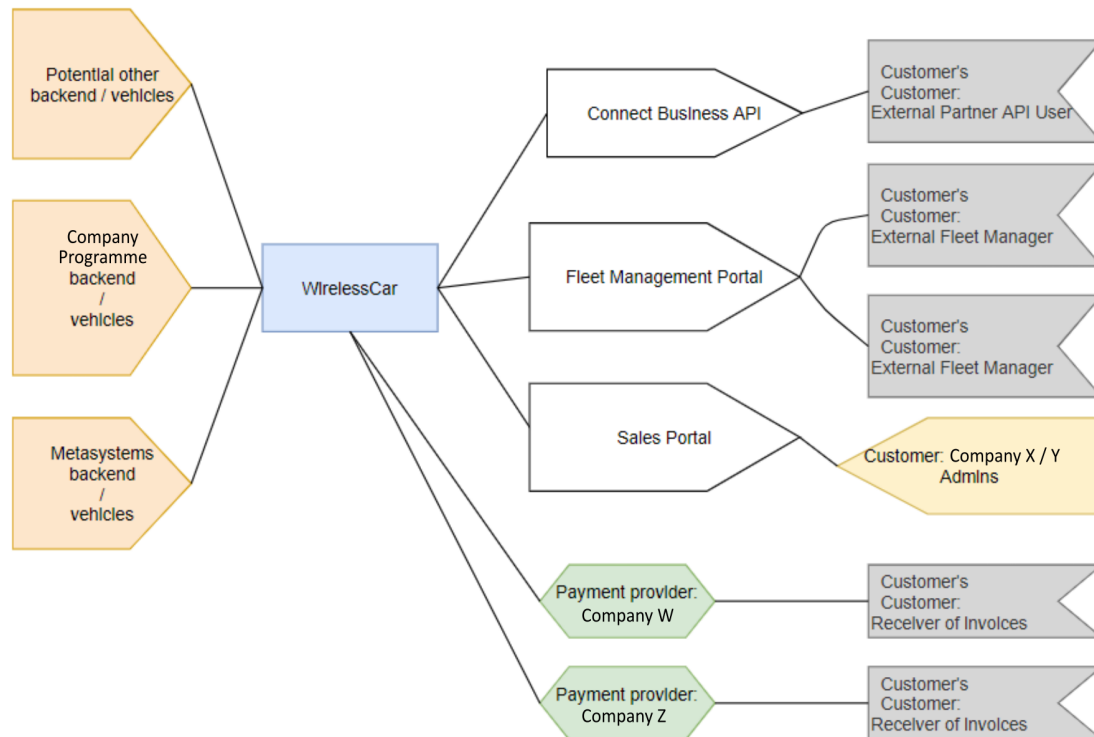 Potential other
backend / vehicles
Company
Programme
backend
/
vehicles
Metasystems
backend
/
vehicles
WirelessCar
Connect Business API
Fleet Management Portal
Sales Portal
Payment provider:
Company W
Payment provider:
Company Z
Customer's
Customer:
External Partner API User
Customer's
Customer:
External Fleet Manager
Customer's
Customer:
External Fleet Manager
Customer: Company X / Y
Admins
Customer's
Customer:
Receiver of Invoices
Customer's
Customer:
Receiver of Invoices